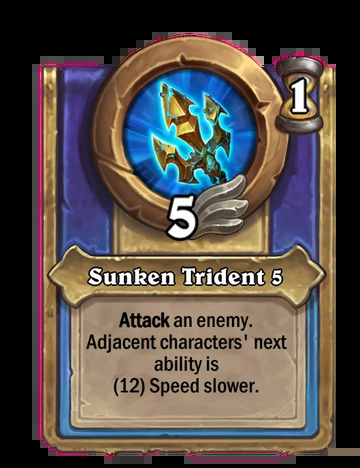 1
5
Sunken Trident 5
Attack an enemy.
Adjacent characters' next
ability is
(12) Speed slower.